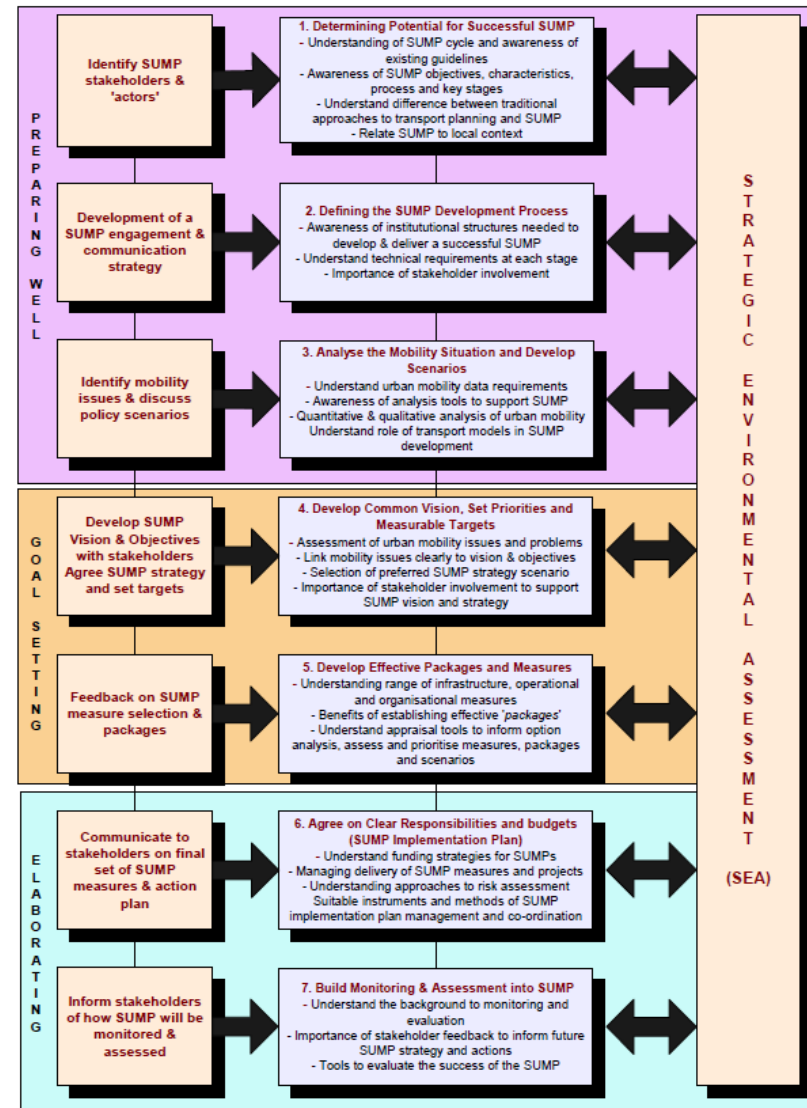 PREPARING WELL
Identify SUMP
stakeholders &
'actors'
1. Determining Potential for Successful SUMP
- Understanding of SUMP cycle and awareness of
existing guidelines
- Awareness of SUMP objectives, characteristics,
process and key stages
- Understand difference between traditional
approaches to transport planning and SUMP
- Relate SUMP to local context
Development of a
SUMP engagement &
communication
strategy
2. Defining the SUMP Development Process
- Awareness of institutional structures needed to
develop & deliver a successful SUMP
- Understand technical requirements at each stage
- Importance of stakeholder involvement
Identify mobility
issues & discuss
policy scenarios
3. Analyse the Mobility Situation and Develop
Scenarios
- Understand urban mobility data requirements
- Awareness of analysis tools to support SUMP
- Quantitative & qualitative analysis of urban mobility
Understand role of transport models in SUMP
development
GOAL SETTING
Develop SUMP
Vision & Objectives
with stakeholders
Agree SUMP strategy
and set targets
4. Develop Common Vision, Set Priorities and
Measurable Targets
- Assessment of urban mobility issues and problems
- Link mobility issues clearly to vision & objectives
- Selection of preferred SUMP strategy scenario
- Importance of stakeholder involvement to support
SUMP vision and strategy
Feedback on SUMP
measure selection &
packages
5. Develop Effective Packages and Measures
- Understanding range of infrastructure, operational
and organisational measures
- Benefits of establishing effective 'packages'
- Understand appraisal tools to inform option
analysis, assess and prioritise measures, packages
and scenarios
ELABORATING
Communicate to
stakeholders on final
set of SUMP
measures & action
plan
6. Agree on Clear Responsibilities and budgets
(SUMP Implementation Plan)
- Understand funding strategies for SUMPs
- Managing delivery of SUMP measures and projects
- Understanding approaches to risk assessment
Suitable instruments and methods of SUMP
implementation plan management and co-ordination
Inform stakeholders
of how SUMP will be
monitored &
assessed
7. Build Monitoring & Assessment into SUMP
- Understand the background to monitoring and
evaluation
- Importance of stakeholder feedback to inform future
SUMP strategy and actions
- Tools to evaluate the success of the SUMP
STRATEGIC ENVIRONMENTAL ASSESSMENT
(SEA)